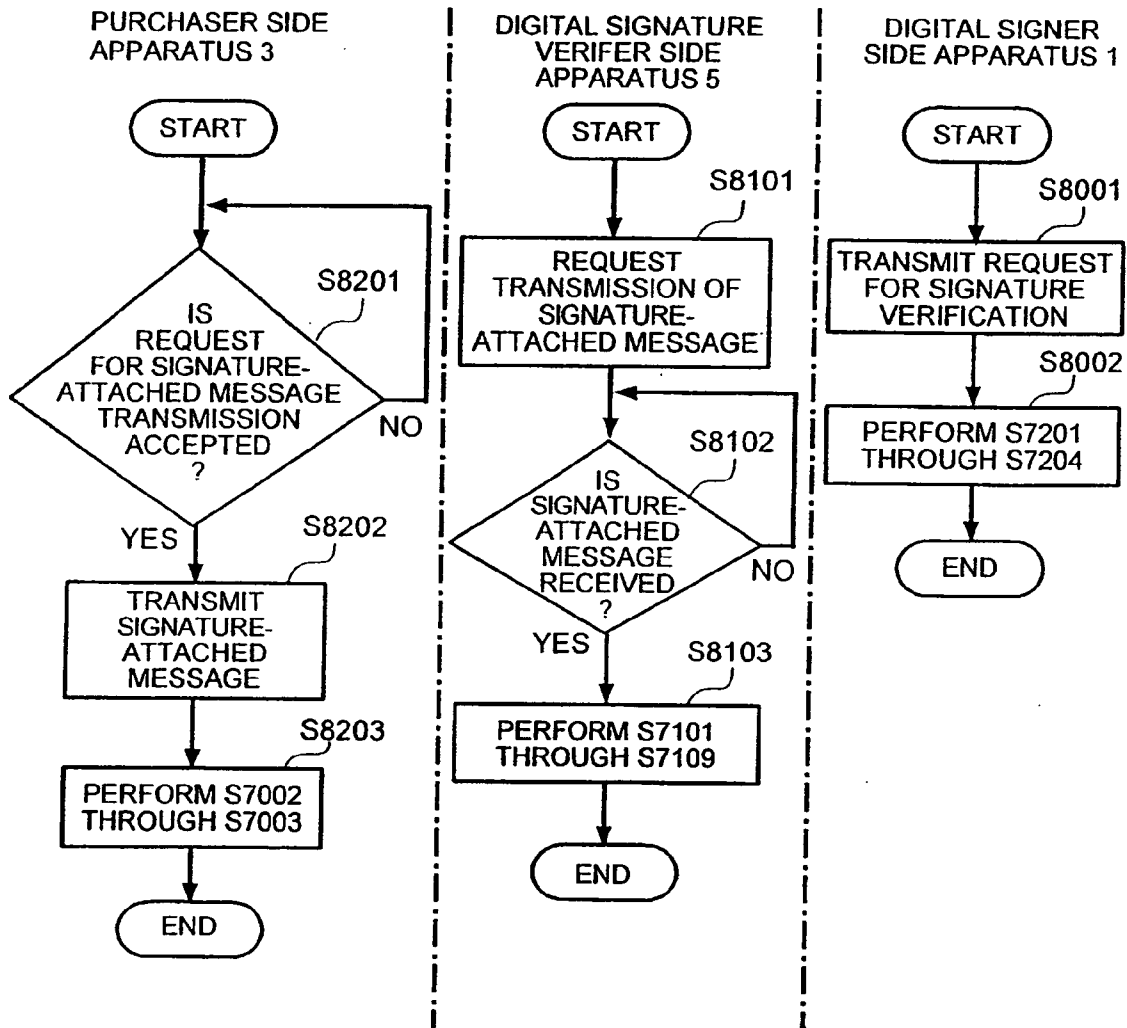 PURCHASER SIDE
APPARATUS 3
START
S8201
IS
REQUEST
FOR SIGNATURE-
ATTACHED MESSAGE
TRANSMISSION
ACCEPTED
?
NO
YES
S8202
TRANSMIT
SIGNATURE-
ATTACHED
MESSAGE
S8203
PERFORM S7002
THROUGH S7003
END
DIGITAL SIGNATURE
VERIFER SIDE
APPARATUS 5
START
S8101
REQUEST
TRANSMISSION OF
SIGNATURE-
ATTACHED MESSAGE
S8102
IS
SIGNATURE-
ATTACHED
MESSAGE
RECEIVED
?
NO
YES
S8103
PERFORM S7101
THROUGH S7109
END
DIGITAL SIGNER
SIDE APPARATUS 1
START
S8001
TRANSMIT REQUEST
FOR SIGNATURE
VERIFICATION
S8002
PERFORM S7201
THROUGH S7204
END